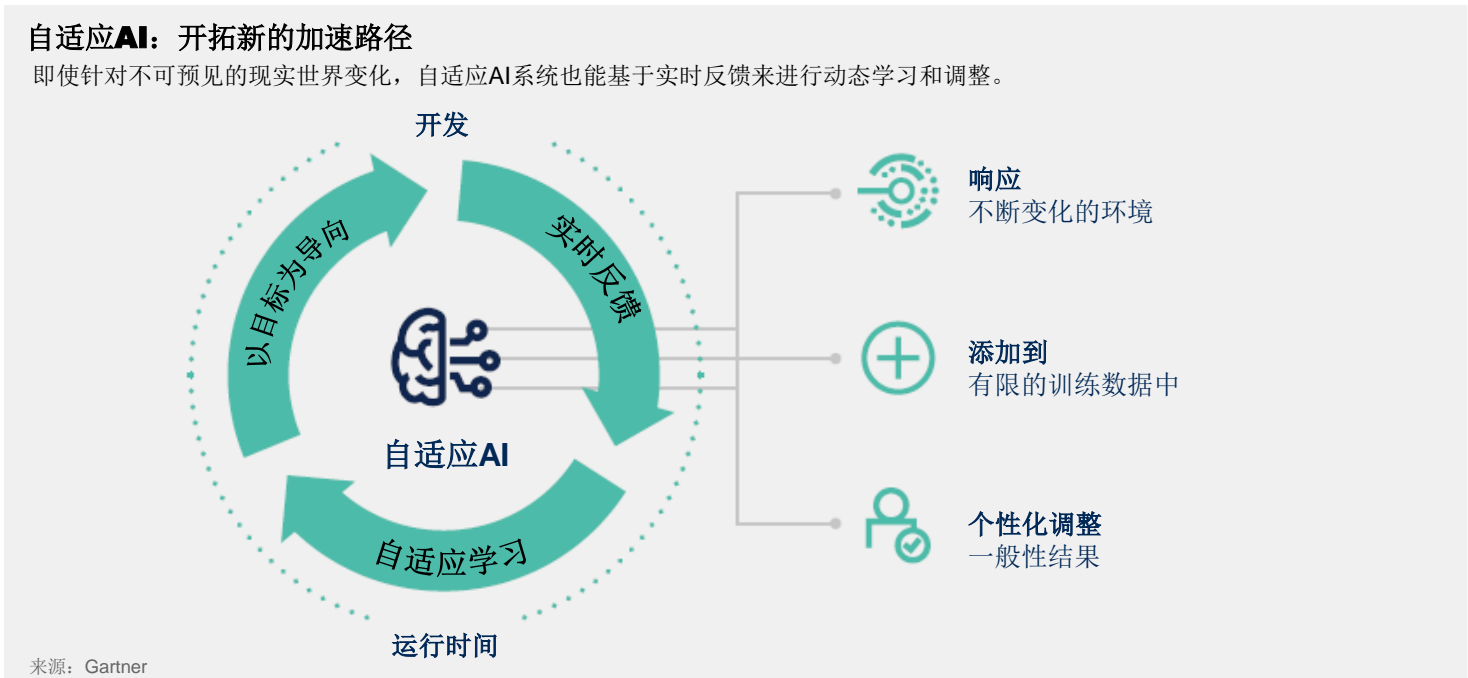 自适应AI：开拓新的加速路径
即使针对不可预见的现实世界变化，自适应AI系统也能基于实时反馈来进行动态学习和调整。
开发
以目标为导向
实时反馈
自适应学习
自适应AI
运行时间
响应
不断变化的环境
添加到
有限的训练数据中
个性化调整
一般性结果
来源：Gartner